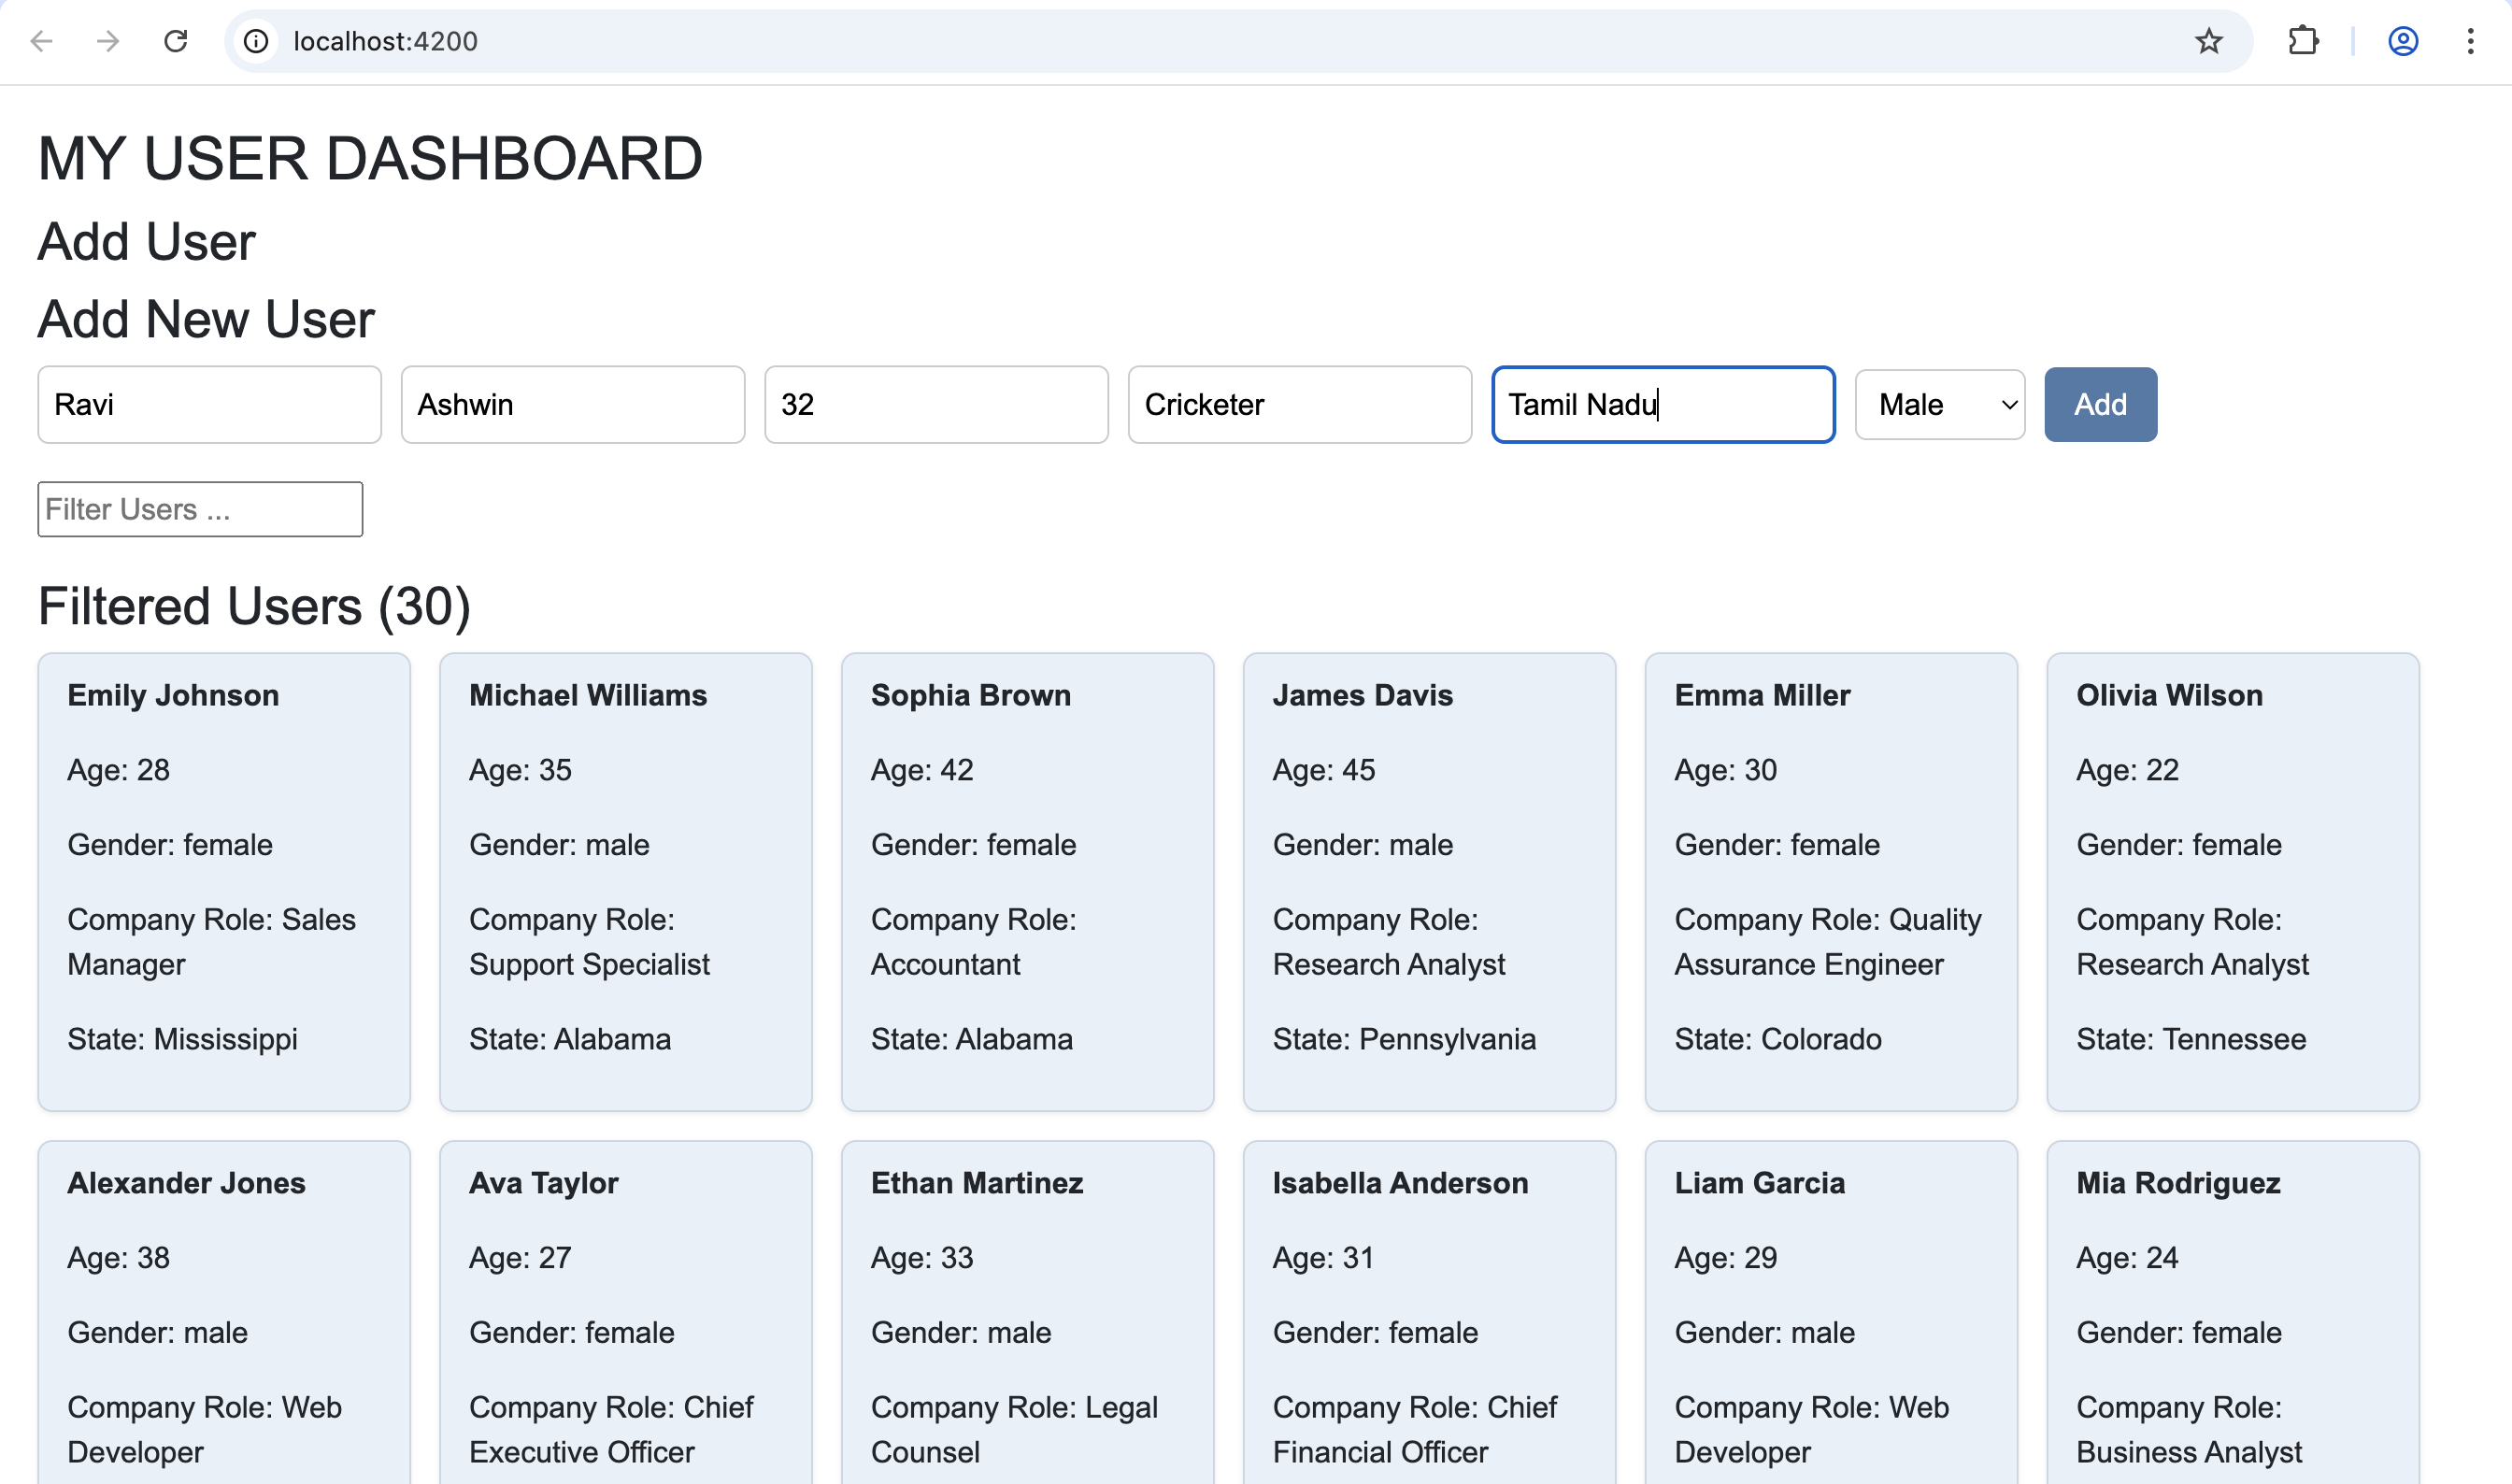 localhost:4200
MY USER DASHBOARD
Add User
Add New User
Ravi Ashwin 32 Cricketer Tamil Nadu Male Add
Filter Users ...
Filtered Users (30)
Emily Johnson
Age: 28
Gender: female
Company Role: Sales
Manager
State: Mississippi
Michael Williams
Age: 35
Gender: male
Company Role:
Support Specialist
State: Alabama
Sophia Brown
Age: 42
Gender: female
Company Role:
Accountant
State: Alabama
James Davis
Age: 45
Gender: male
Company Role:
Research Analyst
State: Pennsylvania
Emma Miller
Age: 30
Gender: female
Company Role: Quality
Assurance Engineer
State: Colorado
Olivia Wilson
Age: 22
Gender: female
Company Role:
Research Analyst
State: Tennessee
Alexander Jones
Age: 38
Gender: male
Company Role: Web
Developer
Ava Taylor
Age: 27
Gender: female
Company Role: Chief
Executive Officer
Ethan Martinez
Age: 33
Gender: male
Company Role: Legal
Counsel
Isabella Anderson
Age: 31
Gender: female
Company Role: Chief
Financial Officer
Liam Garcia
Age: 29
Gender: male
Company Role: Web
Developer
Mia Rodriguez
Age: 24
Gender: female
Company Role:
Business Analyst